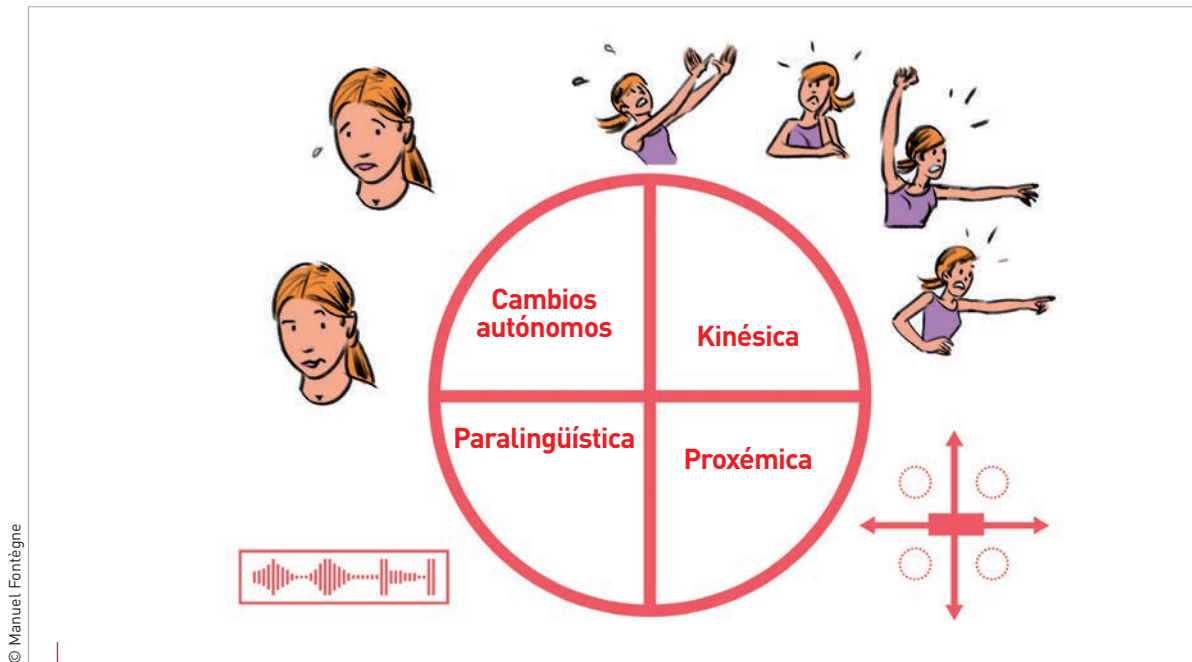 Cambios
autónomos
Kinésica
Paralingüística
Proxémica
© Manuel Fontègne